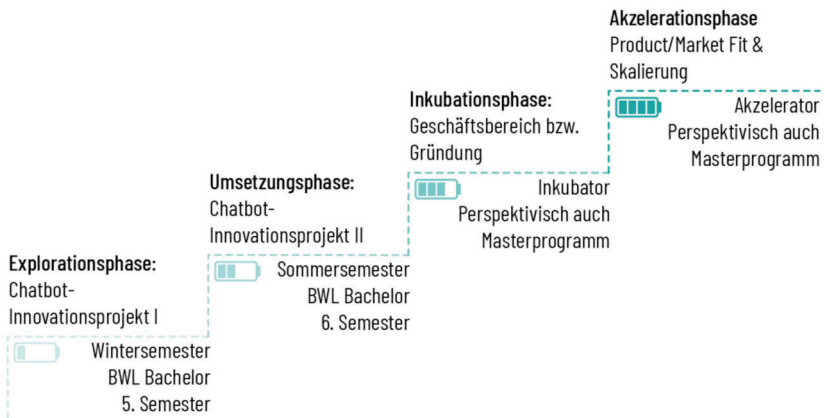 Explorationsphase:
Chatbot-
Innovationsprojekt I
Wintersemester
BWL Bachelor
5. Semester
Umsetzungsphase:
Chatbot-
Innovationsprojekt II
Sommersemester
BWL Bachelor
6. Semester
Inkubationsphase:
Geschäftsbereich bzw.
Gründung
Inkubator
Perspektivisch auch
Masterprogramm
Akzelerationsphase
Product/Market Fit &
Skalierung
Akzelerator
Perspektivisch auch
Masterprogramm